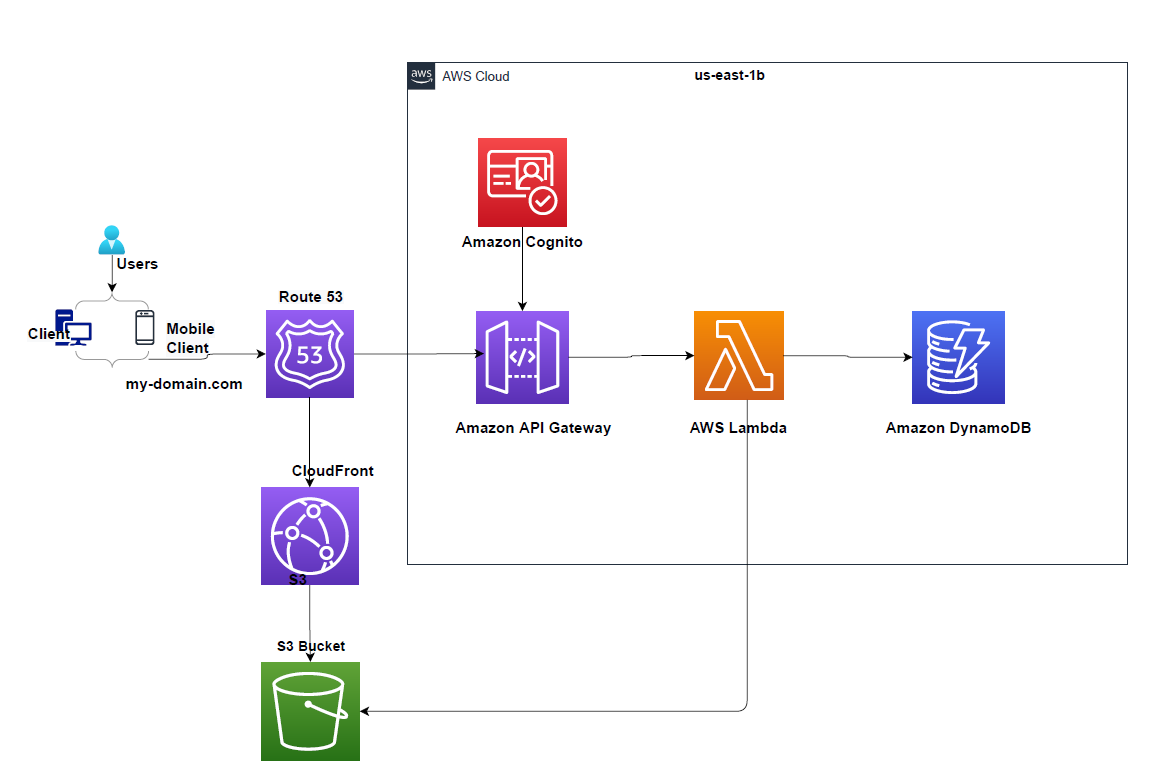 aws
AWS Cloud
us-east-1b
Amazon Cognito
Users
Client
Mobile
Client
my-domain.com
Route 53
53
</>
Amazon API Gateway
AWS Lambda
Amazon DynamoDB
CloudFront
S3
S3 Bucket